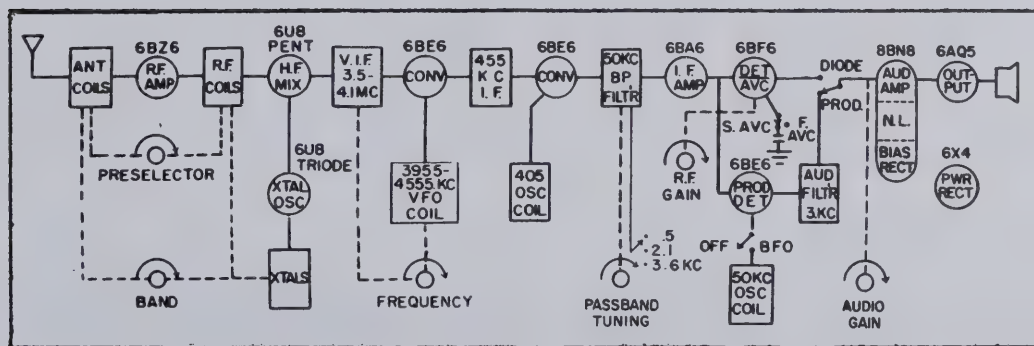 ANT
COILS
6BZ6
R.F.
AMP
R.F.
COILS
6U8
PENT
H.F.
MIX
V.I.F.
3.5-
4.1MC
6BE6
CONV
455
KC
I.F.
6BE6
CONV
50KC
BP
FILTR
6BA6
I.F.
AMP
6BF6
DET
AVC
DIODE
PROD.
8BN8
AUD
AMP
N.L.
BIAS
RECT
6AQ5
OUT-
PUT
PRESELECTOR
6U8
TRIODE
XTAL
OSC
3955-
4555.KC
VFO
COIL
405
OSC
COIL
S. AVC
F.
AVC
R.F.
GAIN
6BE6
PROD
DET
AUD
FILTR
3.KC
6X4
PWR
RECT
XTALS
BAND
FREQUENCY
.5
2.1
3.6 KC
PASSBAND
TUNING
OFF
BFO
50KC
OSC
COIL
AUDIO
GAIN